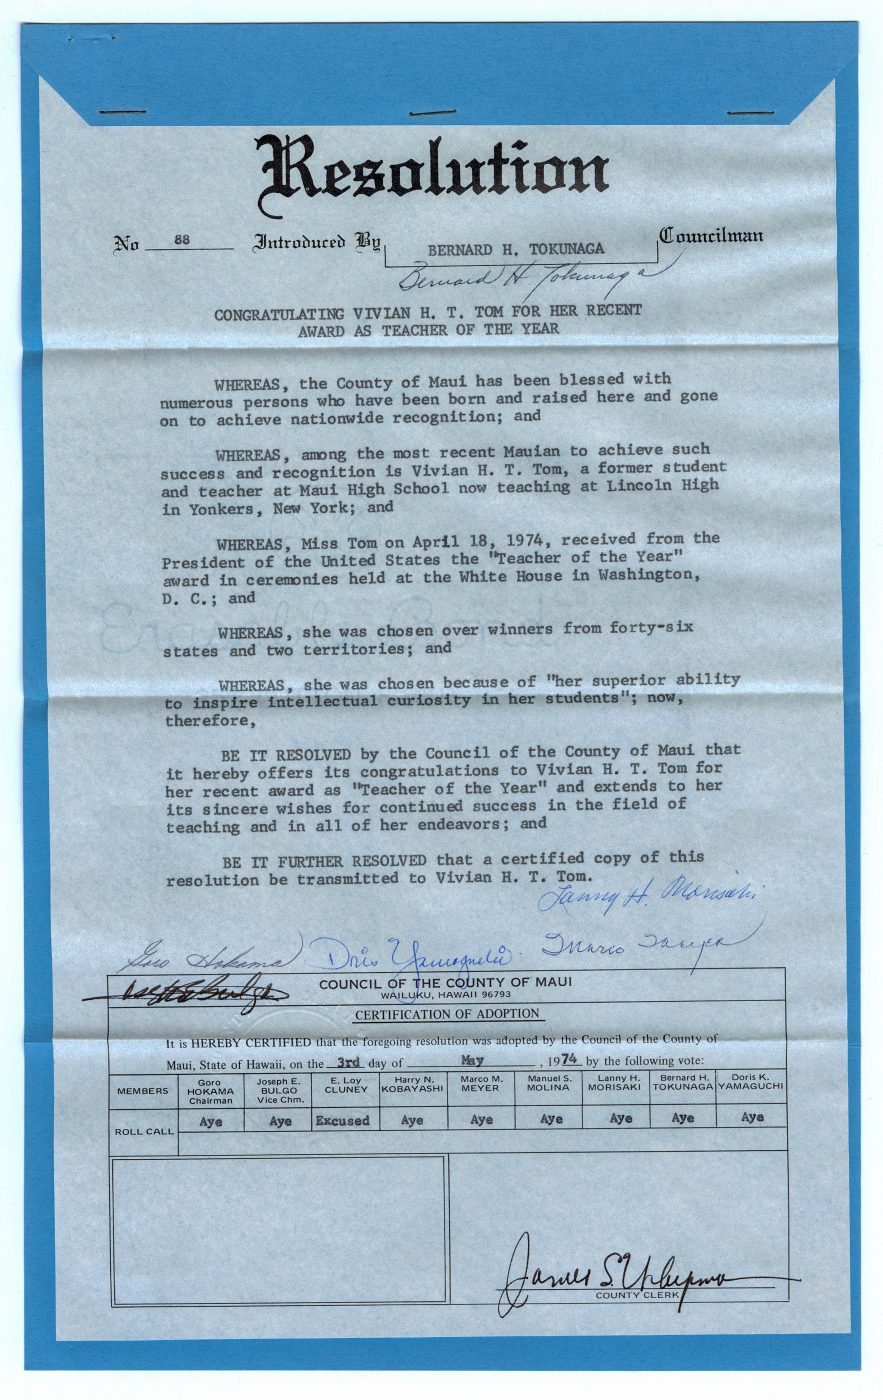 Resolution
No 88 Introduced By BERNARD H. TOKUNAGA Councilman
Bernard H Tokunaga
CONGRATULATING VIVIAN H. T. TOM FOR HER RECENT
AWARD AS TEACHER OF THE YEAR
WHEREAS, the County of Maui has been blessed with
numerous persons who have been born and raised here and gone
on to achieve nationwide recognition; and
WHEREAS, among the most recent Mauian to achieve such
success and recognition is Vivian H. T. Tom, a former student
and teacher at Maui High School now teaching at Lincoln High
in Yonkers, New York; and
WHEREAS, Miss Tom on April 18, 1974, received from the
President of the United States the "Teacher of the Year"
award in ceremonies held at the White House in Washington,
D. C.; and
WHEREAS, she was chosen over winners from forty-six
states and two territories; and
WHEREAS, she was chosen because of "her superior ability
to inspire intellectual curiosity in her students"; now,
therefore,
BE IT RESOLVED by the Council of the County of Maui that
it hereby offers its congratulations to Vivian H. T. Tom for
her recent award as "Teacher of the Year" and extends to her
its sincere wishes for continued success in the field of
teaching and in all of her endeavors; and
BE IT FURTHER RESOLVED that a certified copy of this
resolution be transmitted to Vivian H. T. Tom.
Lanny H. Morisaki
Goro Hokama Doris Yamaguchi Marco Meyer
COUNCIL OF THE COUNTY OF MAUI
WAILUKU, HAWAII 96793
CERTIFICATION OF ADOPTION
It is HEREBY CERTIFIED that the foregoing resolution was adopted by the Council of the County of
Maui, State of Hawaii, on the 3rd day of May, 1974 by the following vote:
MEMBERS Goro HOKAMA Chairman Joseph E. BULGO Vice Chm. E. Loy CLUNEY Harry N. KOBAYASHI Marco M. MEYER Manuel S. MOLINA Lanny H. MORISAKI Bernard H. TOKUNAGA Doris K. YAMAGUCHI
ROLL CALL Aye Aye Excused Aye Aye Aye Aye Aye Aye
James S.
COUNTY CLERK